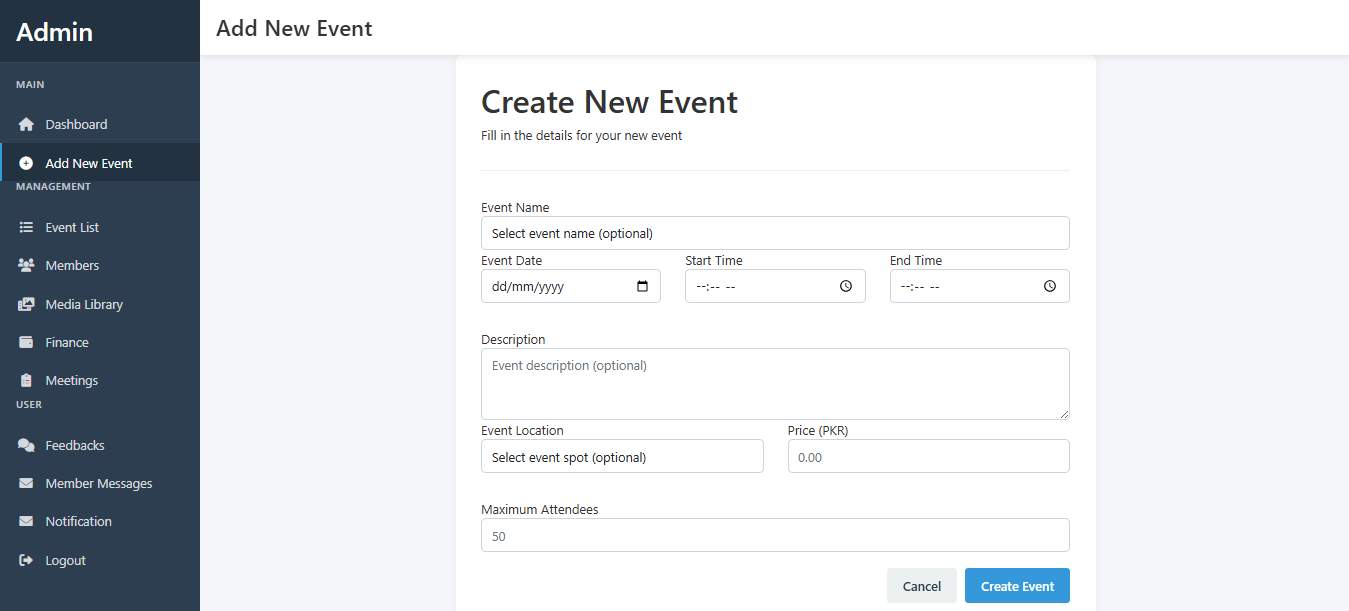 Admin
MAIN
Dashboard
Add New Event
MANAGEMENT
Event List
Members
Media Library
Finance
Meetings
USER
Feedbacks
Member Messages
Notification
Logout
Add New Event
Create New Event
Fill in the details for your new event
Event Name
Select event name (optional)
Event Date Start Time End Time
dd/mm/yyyy --:-- -- --:-- --
Description
Event description (optional)
Event Location Price (PKR)
Select event spot (optional) 0.00
Maximum Attendees
50
Cancel Create Event